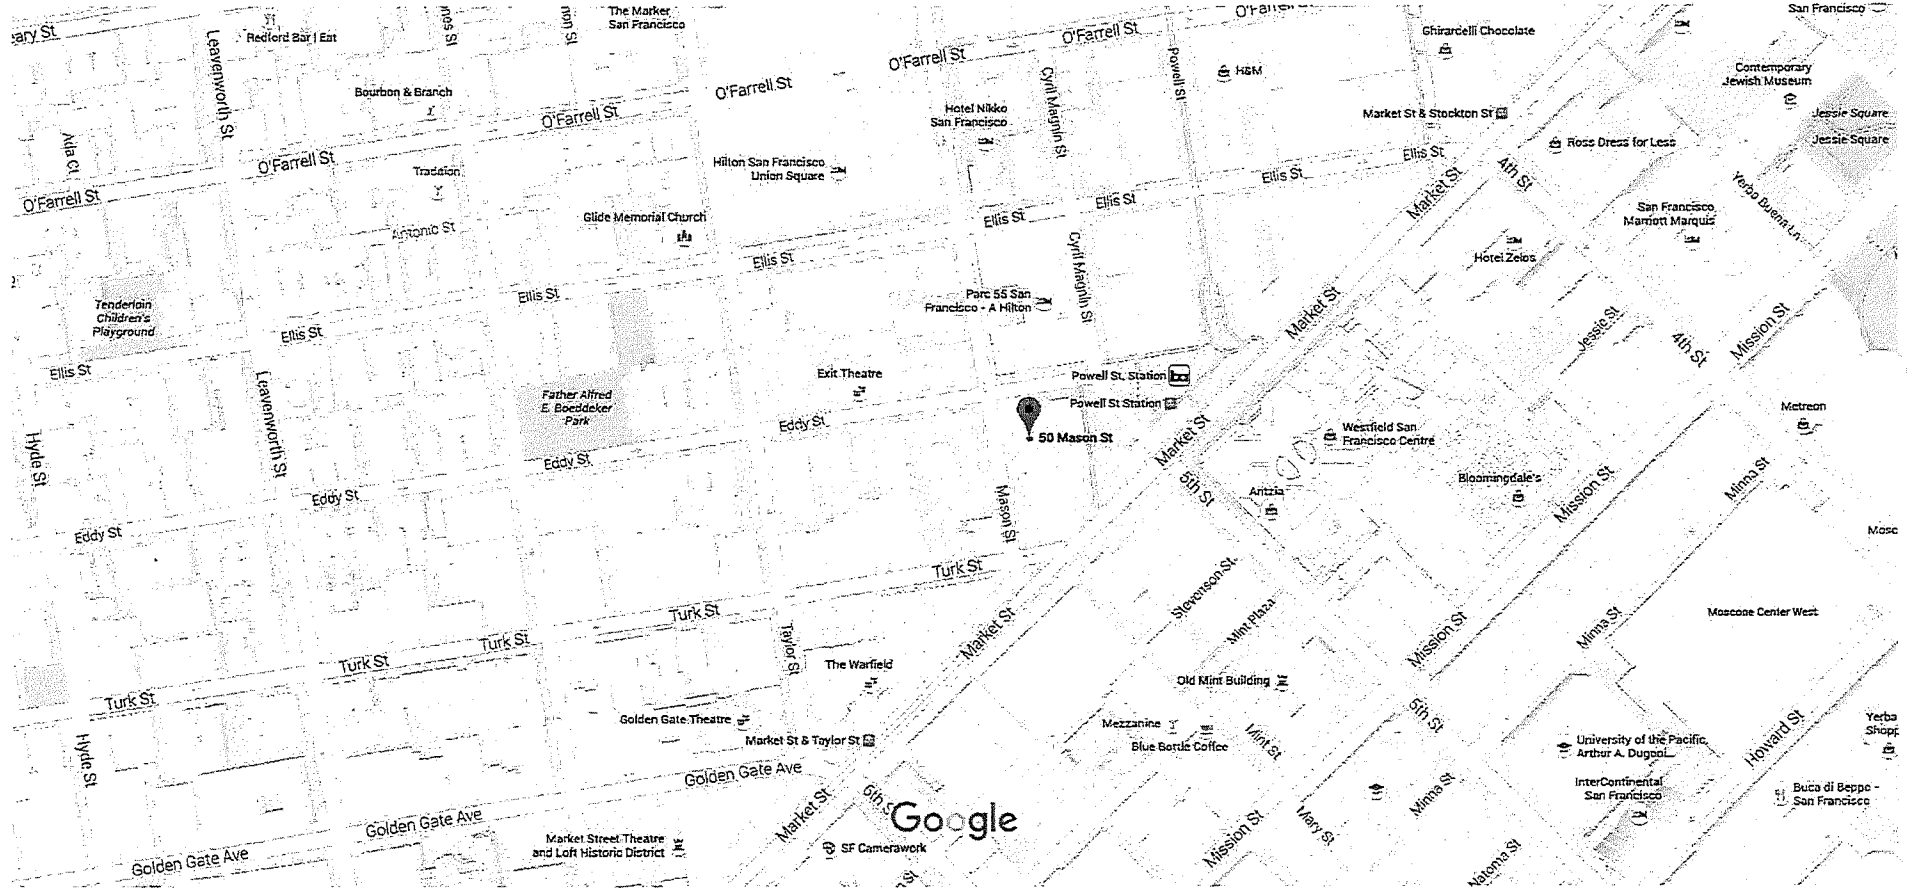 The Marker
San Francisco
O'Farrell St
San Francisco
Redford Bar | Eat
Leavenworth St
O'Farrell St
Ghirardelli Chocolate
O'Farrell St
Cyril Magnin St
Powell St
H&M
Contemporary
Jewish Museum
Bourbon & Branch
O'Farrell St
Hotel Nikko
San Francisco
Market St & Stockton St
Jessie Square
Jessie Square
O'Farrell St
Ross Dress for Less
Ada Ct
O'Farrell St
Hilton San Francisco
Union Square
Ellis St
4th St
Tradition
O'Farrell St
Ellis St
Ellis St
Market St
Yerba Buena Ln
Glide Memorial Church
Ellis St
San Francisco
Marriott Marquis
Antonio St
Hotel Zelos
Ellis St
Cyril Magnin St
Parc 55 San
Francisco - A Hilton
Ellis St
Market St
Tenderloin
Children's
Playground
Ellis St
Jessie St
4th St
Mission St
Ellis St
Exit Theatre
Powell St. Station
Powell St Station
Leavenworth St
Father Alfred
E. Boeddeker
Park
Eddy St
50 Mason St
Market St
Westfield San
Francisco Centre
Metreon
Hyde St
Eddy St
5th St
Antzia
Bloomingdale's
Mission St
Minna St
Eddy St
Mason St
Eddy St
Mosc
Turk St
Stevenson St
Mint Plaza
Turk St
Market St
Mission St
Minna St
Moscone Center West
Turk St
Turk St
Taylor St
The Warfield
Old Mint Building
Turk St
Golden Gate Theatre
Mezzanine
5th St
Market St & Taylor St
Blue Bottle Coffee
Mint St
University of the Pacific,
Arthur A. Dugoni...
Howard St
Yerba
Shopp
Hyde St
Golden Gate Ave
InterContinental
San Francisco
Buca di Beppo -
San Francisco
Market St
6th St
Google
Minna St
Golden Gate Ave
Market Street Theatre
and Loft Historic District
SF Camerawork
Mission St
Mary St
Golden Gate Ave
Natoma St